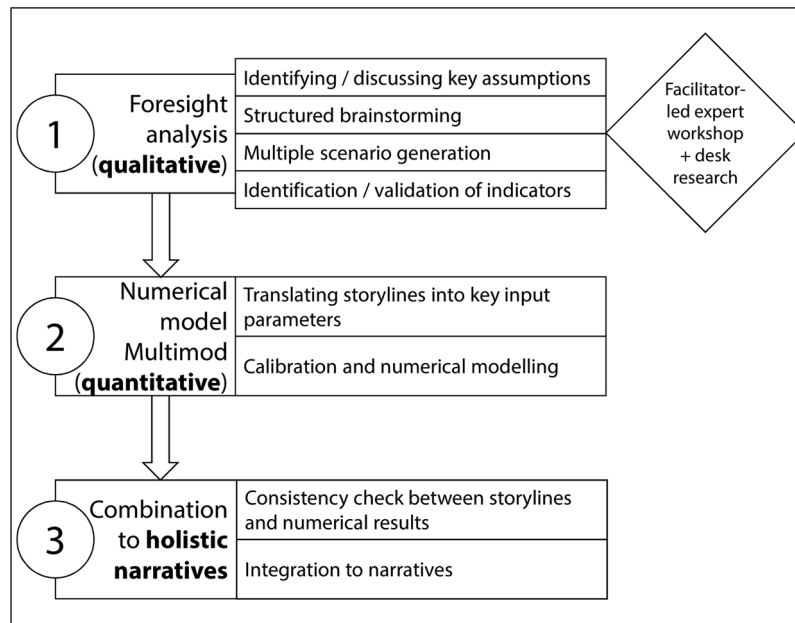 1
Foresight
analysis
(qualitative)
Identifying / discussing key assumptions
Structured brainstorming
Multiple scenario generation
Identification / validation of indicators
Facilitator-
led expert
workshop
+ desk
research
2
Numerical
model
Multimod
(quantitative)
Translating storylines into key input
parameters
Calibration and numerical modelling
3
Combination
to holistic
narratives
Consistency check between storylines
and numerical results
Integration to narratives